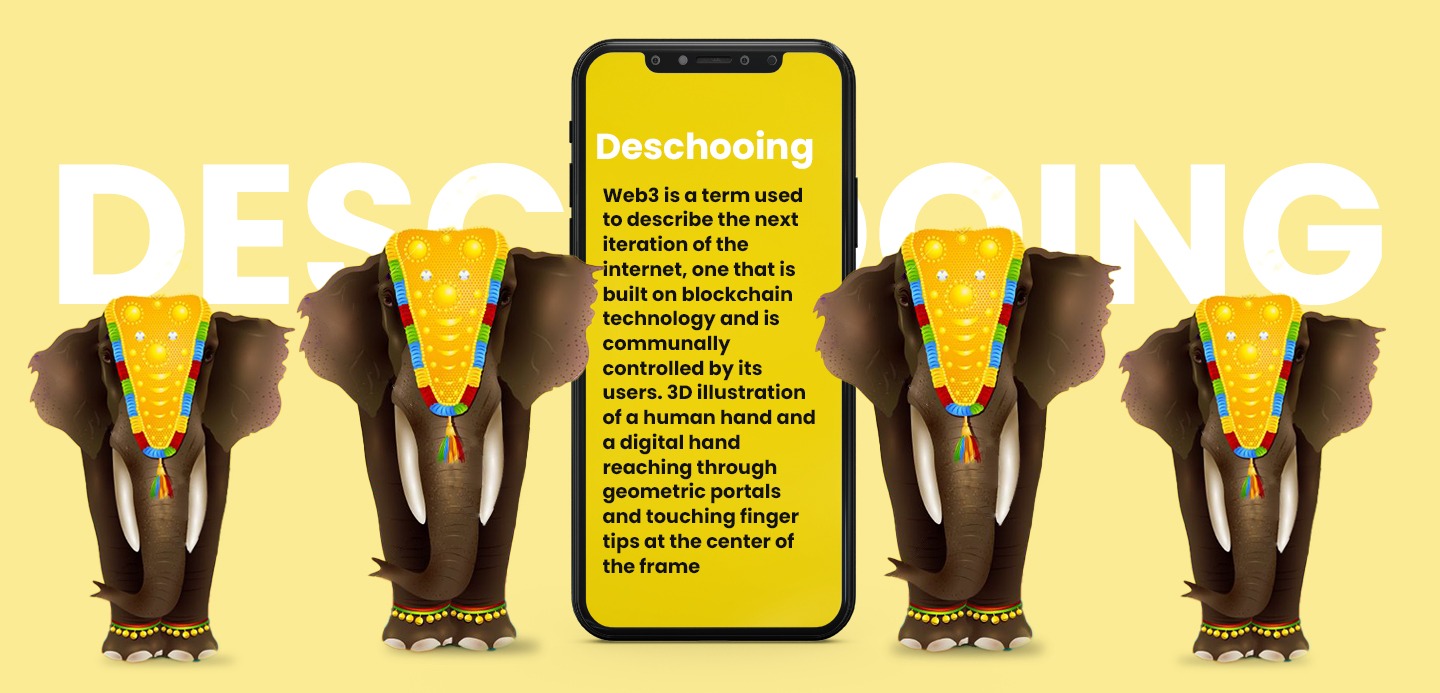 DESC OOING
Deschooing
Web3 is a term used
to describe the next
iteration of the
internet, one that is
built on blockchain
technology and is
communally
controlled by its
users. 3D illustration
of a human hand and
a digital hand
reaching through
geometric portals
and touching finger
tips at the center of
the frame